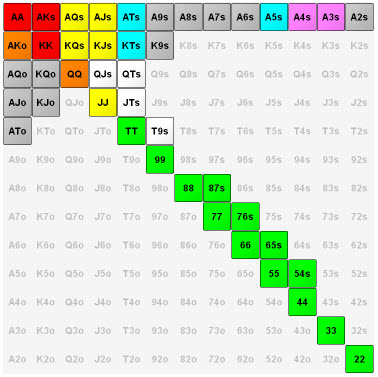 AA AKs AQs AJs ATs A9s A8s A7s A6s A5s A4s A3s A2s
AKo KK KQs KJs KTs K9s K8s K7s K6s K5s K4s K3s K2s
AQo KQo QQ QJs QTs Q9s Q8s Q7s Q6s Q5s Q4s Q3s Q2s
AJo KJo QJo JJ JTs J9s J8s J7s J6s J5s J4s J3s J2s
ATo KTo QTo JTo TT T9s T8s T7s T6s T5s T4s T3s T2s
A9o K9o Q9o J9o T9o 99 98s 97s 96s 95s 94s 93s 92s
A8o K8o Q8o J8o T8o 98o 88 87s 86s 85s 84s 83s 82s
A7o K7o Q7o J7o T7o 97o 87o 77 76s 75s 74s 73s 72s
A6o K6o Q6o J6o T6o 96o 86o 76o 66 65s 64s 63s 62s
A5o K5o Q5o J5o T5o 95o 85o 75o 65o 55 54s 53s 52s
A4o K4o Q4o J4o T4o 94o 84o 74o 64o 54o 44 43s 42s
A3o K3o Q3o J3o T3o 93o 83o 73o 63o 53o 43o 33 32s
A2o K2o Q2o J2o T2o 92o 82o 72o 62o 52o 42o 32o 22